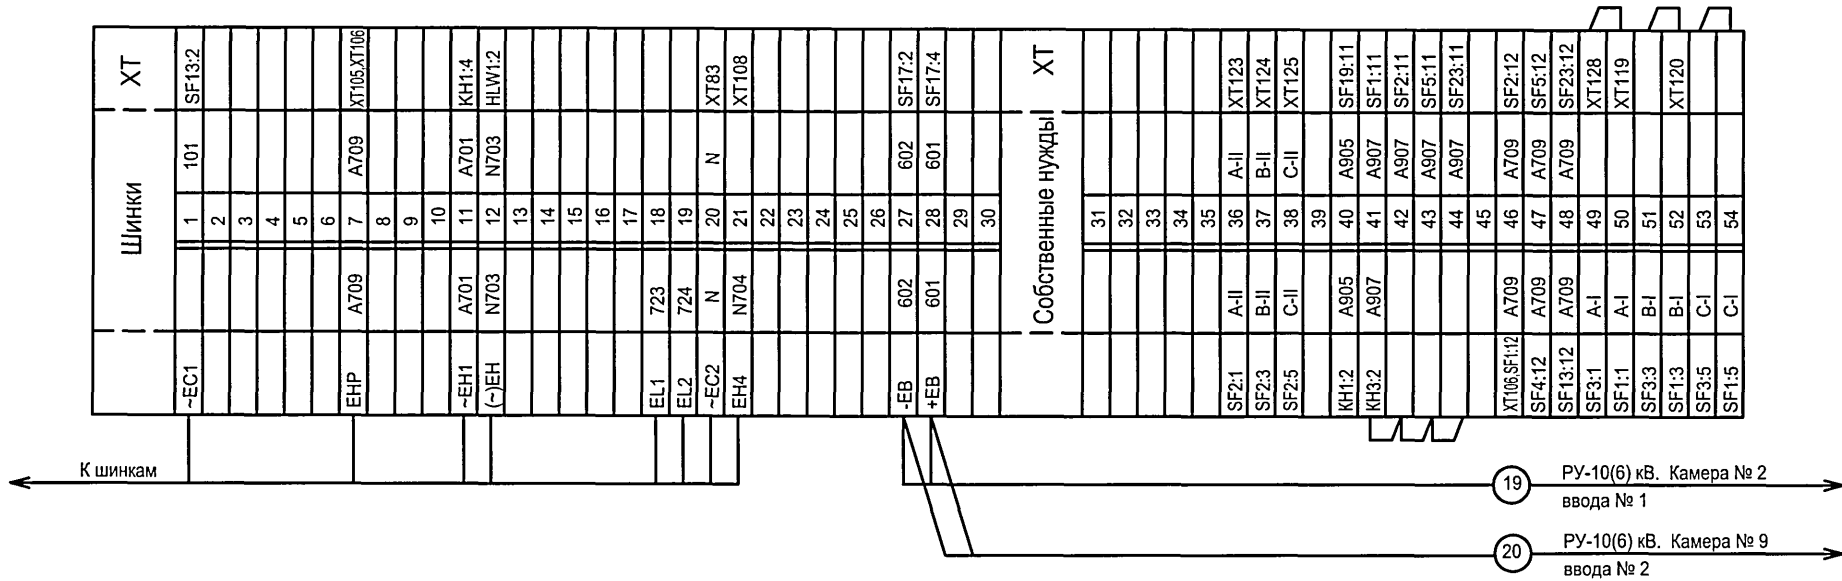 XT
SF13:2
XT105,XT106
KH1:4
HLW1:2
XT83
XT108
SF17:2
SF17:4
XT
XT123
XT124
XT125
SF19:11
SF1:11
SF2:11
SF5:11
SF23:11
SF2:12
SF5:12
SF23:12
XT128
XT119
XT120
Шинки
101
A709
A701
N703
N
602
601
Собственные нужды
A-II
B-II
C-II
A905
A907
A907
A907
A907
A709
A709
A709
1
2
3
4
5
6
7
8
9
10
11
12
13
14
15
16
17
18
19
20
21
22
23
24
25
26
27
28
29
30
31
32
33
34
35
36
37
38
39
40
41
42
43
44
45
46
47
48
49
50
51
52
53
54
A709
A701
N703
723
724
N
N704
602
601
A-II
B-II
C-II
A905
A907
A709
A709
A709
A-I
A-I
B-I
B-I
C-I
C-I
~EC1
EHP
~EH1
(~)EH
EL1
EL2
~EC2
EH4
-EB
+EB
SF2:1
SF2:3
SF2:5
KH1:2
KH3:2
XT106,SF1:12
SF4:12
SF13:12
SF3:1
SF1:1
SF3:3
SF1:3
SF3:5
SF1:5
К шинкам
19
РУ-10(6) кВ. Камера № 2
ввода № 1
20
РУ-10(6) кВ. Камера № 9
ввода № 2